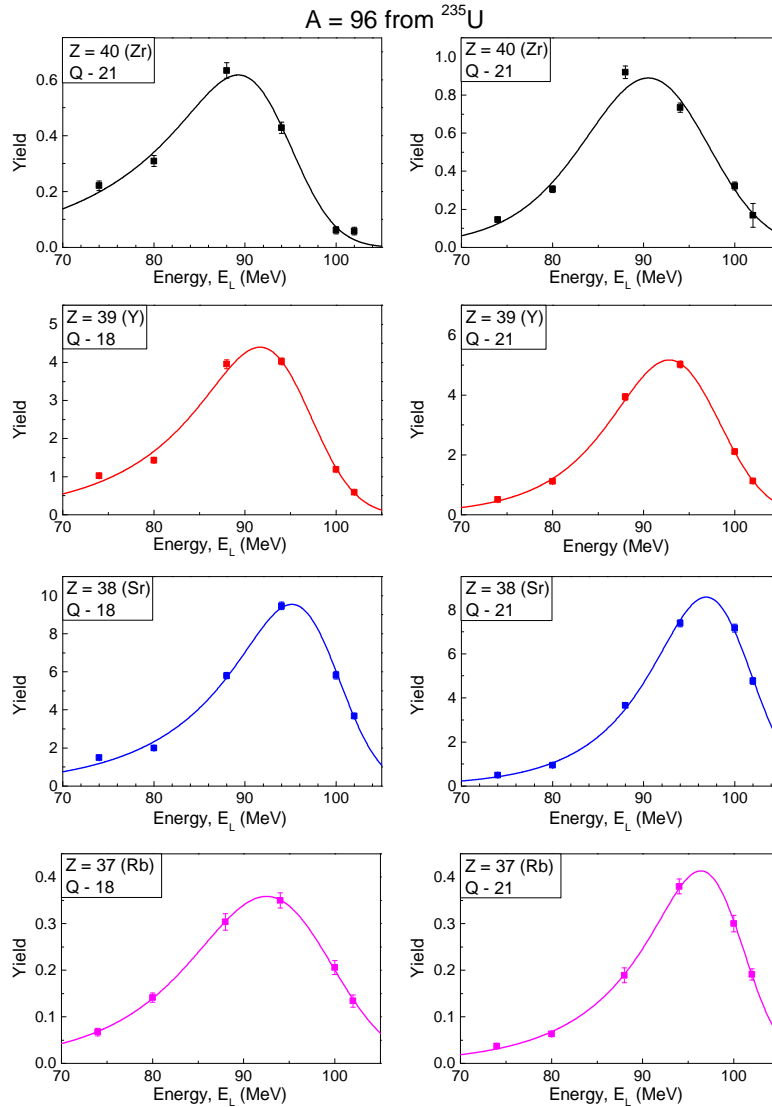 A = 96 from ²³⁵U
Z = 40 (Zr)
Q - 21
Yield
0.6
0.4
0.2
0.0
70 80 90 100
Energy, E_L (MeV)
Z = 40 (Zr)
Q - 21
Yield
1.0
0.8
0.6
0.4
0.2
0.0
70 80 90 100
Energy, E_L (MeV)
Z = 39 (Y)
Q - 18
Yield
5
4
3
2
1
0
70 80 90 100
Energy, E_L (MeV)
Z = 39 (Y)
Q - 21
Yield
6
4
2
0
70 80 90 100
Energy (MeV)
Z = 38 (Sr)
Q - 18
Yield
10
8
6
4
2
0
70 80 90 100
Energy, E_L (MeV)
Z = 38 (Sr)
Q - 21
Yield
8
6
4
2
0
70 80 90 100
Energy, E_L (MeV)
Z = 37 (Rb)
Q - 18
Yield
0.4
0.3
0.2
0.1
0.0
70 80 90 100
Energy, E_L (MeV)
Z = 37 (Rb)
Q - 21
Yield
0.4
0.3
0.2
0.1
0.0
70 80 90 100
Energy, E_L (MeV)